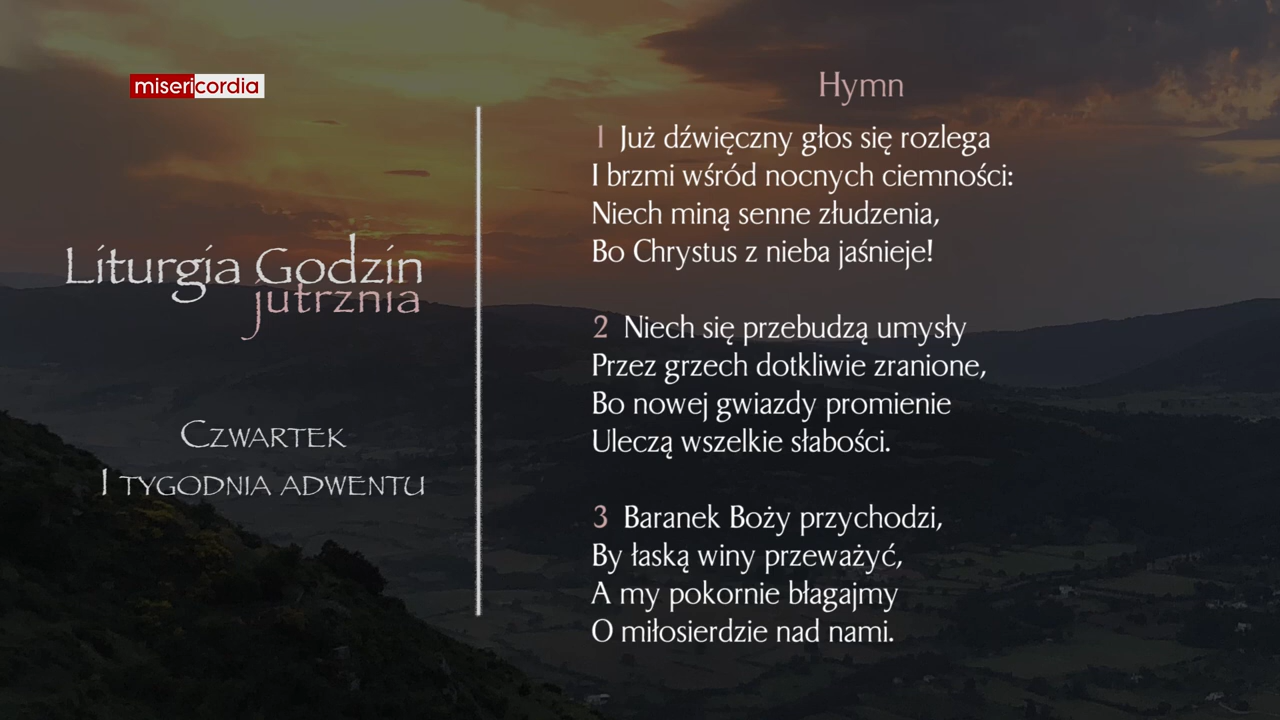 misericordia
Liturgia Godzin
jutrznia
Czwartek
I tygodnia adwentu
Hymn
1 Już dźwięczny głos się rozlega
I brzmi wśród nocnych ciemności:
Niech miną senne złudzenia,
Bo Chrystus z nieba jaśnieje!
2 Niech się przebudzą umysły
Przez grzech dotkliwie zranione,
Bo nowej gwiazdy promienie
Uleczą wszelkie słabości.
3 Baranek Boży przychodzi,
By łaską winy przeważyć,
A my pokornie błagajmy
O miłosierdzie nad nami.